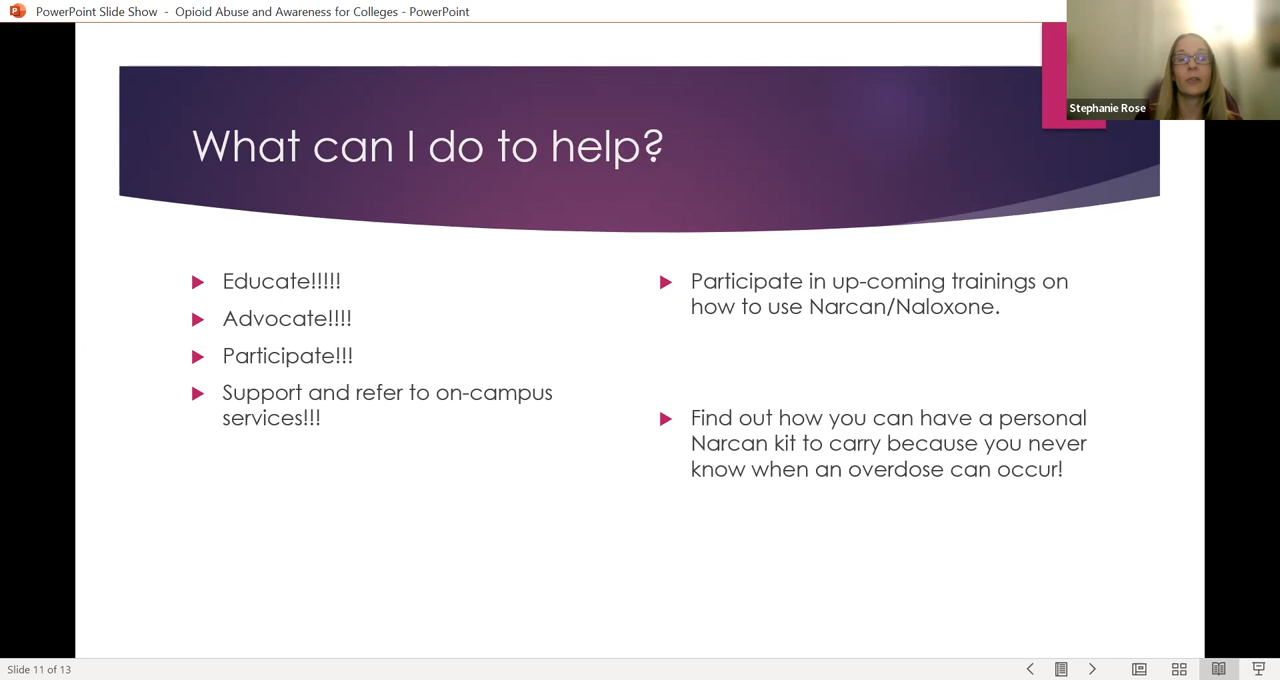 PowerPoint Slide Show - Opioid Abuse and Awareness for Colleges - PowerPoint
Stephanie Rose
What can I do to help?
Educate!!!!!
Advocate!!!!
Participate!!!
Support and refer to on-campus
services!!!
Participate in up-coming trainings on
how to use Narcan/Naloxone.
Find out how you can have a personal
Narcan kit to carry because you never
know when an overdose can occur!
Slide 11 of 13